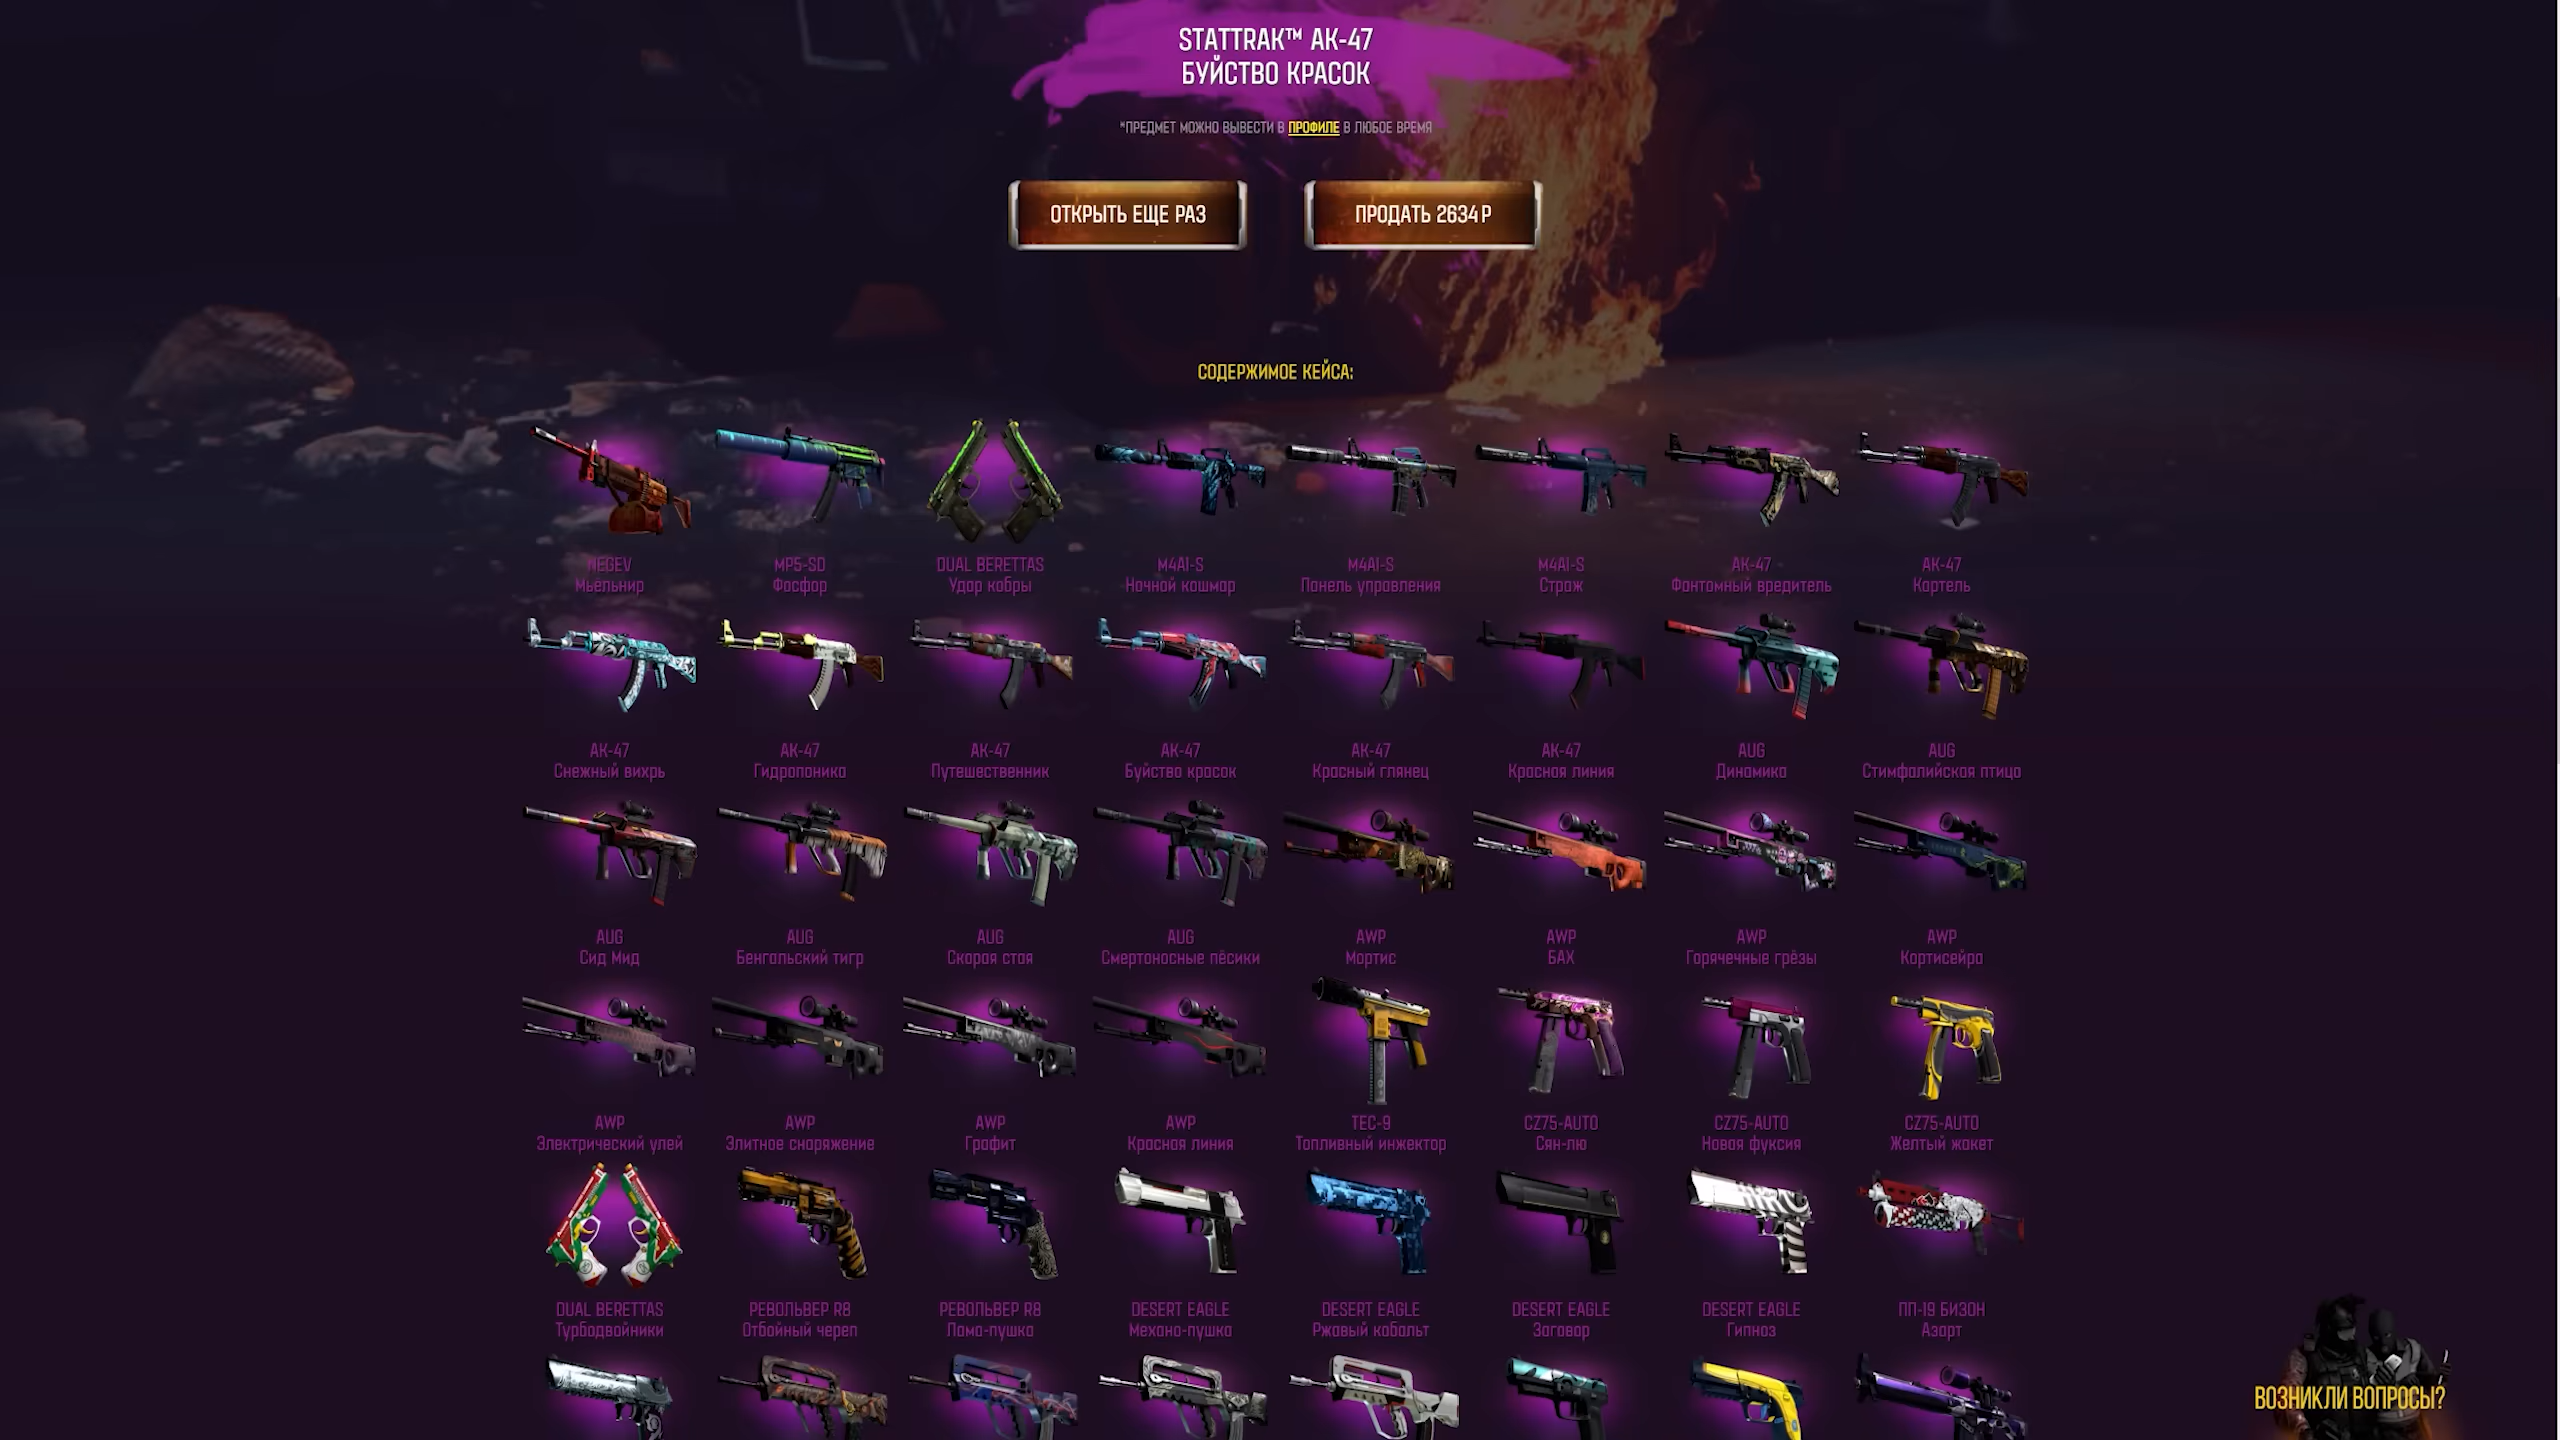 STATTRAK™ AK-47
БУЙСТВО КРАСОК
*ПРЕДМЕТ МОЖНО ВЫВЕСТИ В ПРОФИЛЕ В ЛЮБОЕ ВРЕМЯ
ОТКРЫТЬ ЕЩЕ РАЗ
ПРОДАТЬ 2634 Р
СОДЕРЖИМОЕ КЕЙСА:
NEGEV
Мьёльнир
MP5-SD
Фосфор
DUAL BERETTAS
Удар кобры
M4A1-S
Ночной кошмар
M4A1-S
Панель управления
M4A1-S
Страж
AK-47
Фантомный вредитель
AK-47
Картель
AK-47
Снежный вихрь
AK-47
Гидропоника
AK-47
Путешественник
AK-47
Буйство красок
AK-47
Красный глянец
AK-47
Красная линия
AUG
Динамика
AUG
Стимфалийская птица
AUG
Сид Мид
AUG
Бенгальский тигр
AUG
Скорая стая
AUG
Смертоносные пёсики
AWP
Мортис
AWP
БАХ
AWP
Горячечные грёзы
AWP
Кортисейра
AWP
Электрический улей
AWP
Элитное снаряжение
AWP
Графит
AWP
Красная линия
TEC-9
Топливный инжектор
CZ75-AUTO
Сян-лю
CZ75-AUTO
Новая фуксия
CZ75-AUTO
Желтый жакет
DUAL BERETTAS
Турбодвойники
РЕВОЛЬВЕР R8
Отбойный череп
РЕВОЛЬВЕР R8
Лама-пушка
DESERT EAGLE
Механо-пушка
DESERT EAGLE
Ржавый кобальт
DESERT EAGLE
Заговор
DESERT EAGLE
Гипноз
ПП-19 БИЗОН
Азарт
ВОЗНИКЛИ ВОПРОСЫ?